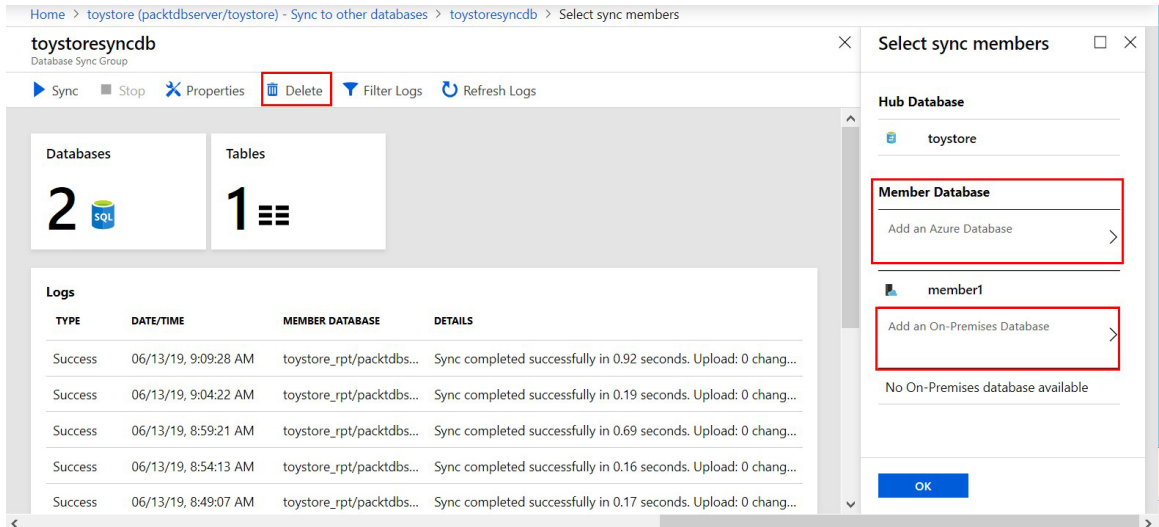 Home > toystore (packtdbserver/toystore) - Sync to other databases > toystoresyncdb > Select sync members
toystoresyncdb
Database Sync Group
Sync Stop Properties Delete Filter Logs Refresh Logs
Databases
2
SQL
Tables
1
Logs
TYPE DATE/TIME MEMBER DATABASE DETAILS
Success 06/13/19, 9:09:28 AM toystore_rpt/packtdbs... Sync completed successfully in 0.92 seconds. Upload: 0 chang...
Success 06/13/19, 9:04:22 AM toystore_rpt/packtdbs... Sync completed successfully in 0.19 seconds. Upload: 0 chang...
Success 06/13/19, 8:59:21 AM toystore_rpt/packtdbs... Sync completed successfully in 0.69 seconds. Upload: 0 chang...
Success 06/13/19, 8:54:13 AM toystore_rpt/packtdbs... Sync completed successfully in 0.16 seconds. Upload: 0 chang...
Success 06/13/19, 8:49:07 AM toystore_rpt/packtdbs... Sync completed successfully in 0.17 seconds. Upload: 0 chang...
Select sync members
Hub Database
toystore
Member Database
Add an Azure Database
member1
Add an On-Premises Database
No On-Premises database available
OK